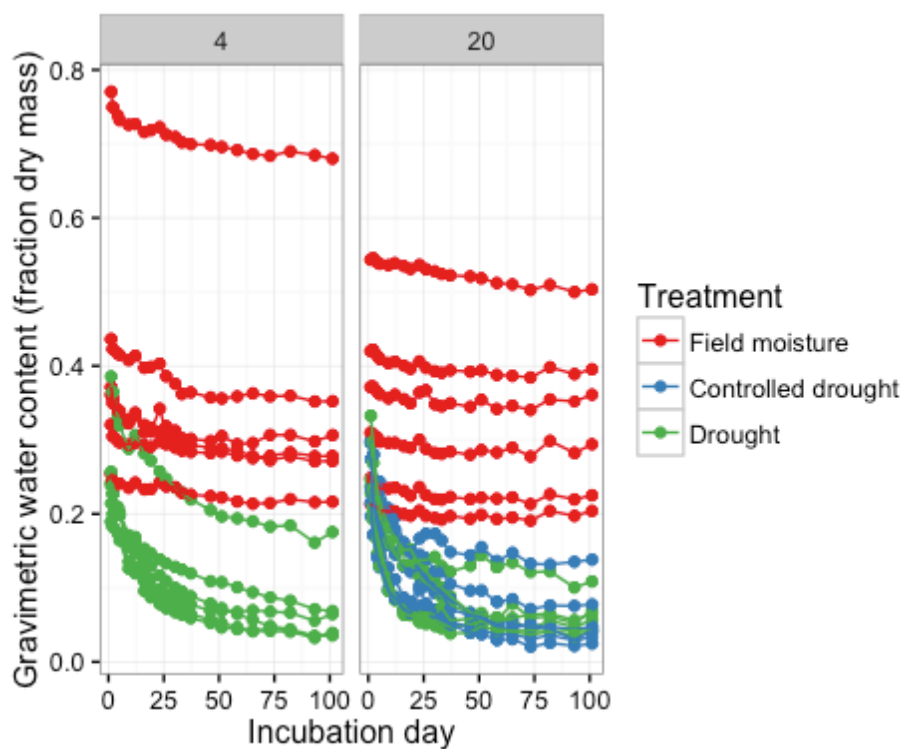 4
20
Gravimetric water content (fraction dry mass)
0.8
0.6
0.4
0.2
0.0
0 25 50 75 100
0 25 50 75 100
Incubation day
Treatment
Field moisture
Controlled drought
Drought